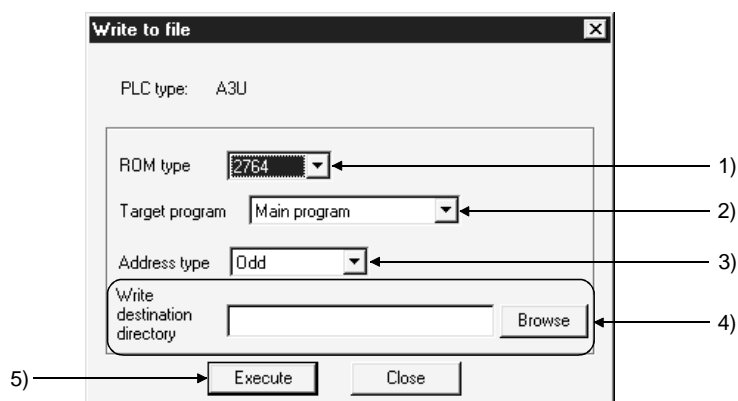 Write to file
PLC type: A3U
ROM type 2764 1)
Target program Main program 2)
Address type Odd 3)
Write
destination
directory Browse 4)
5) Execute Close